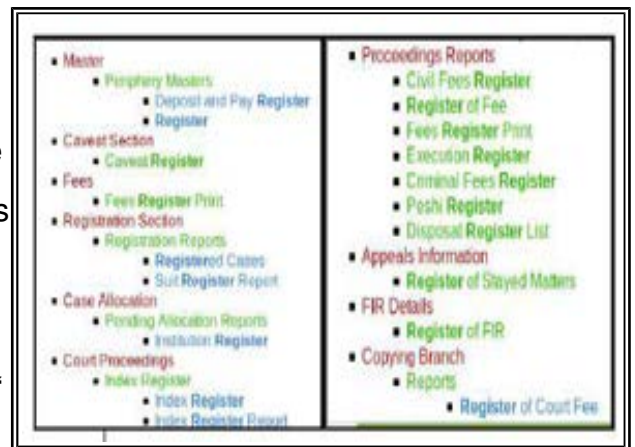 Master
Periphery Masters
Deposit and Pay Register
Register
Caveat Section
Caveat Register
Fees
Fees Register Print
Registration Section
Registration Reports
Registered Cases
Suit Register Report
Case Allocation
Pending Allocation Reports
Institution Register
Court Proceedings
Index Register
Index Register
Index Register Report
Proceedings Reports
Civil Fees Register
Register of Fee
Fees Register Print
Execution Register
Criminal Fees Register
Peshi Register
Disposal Register List
Appeals Information
Register of Stayed Matters
FIR Details
Register of FIR
Copying Branch
Reports
Register of Court Fee